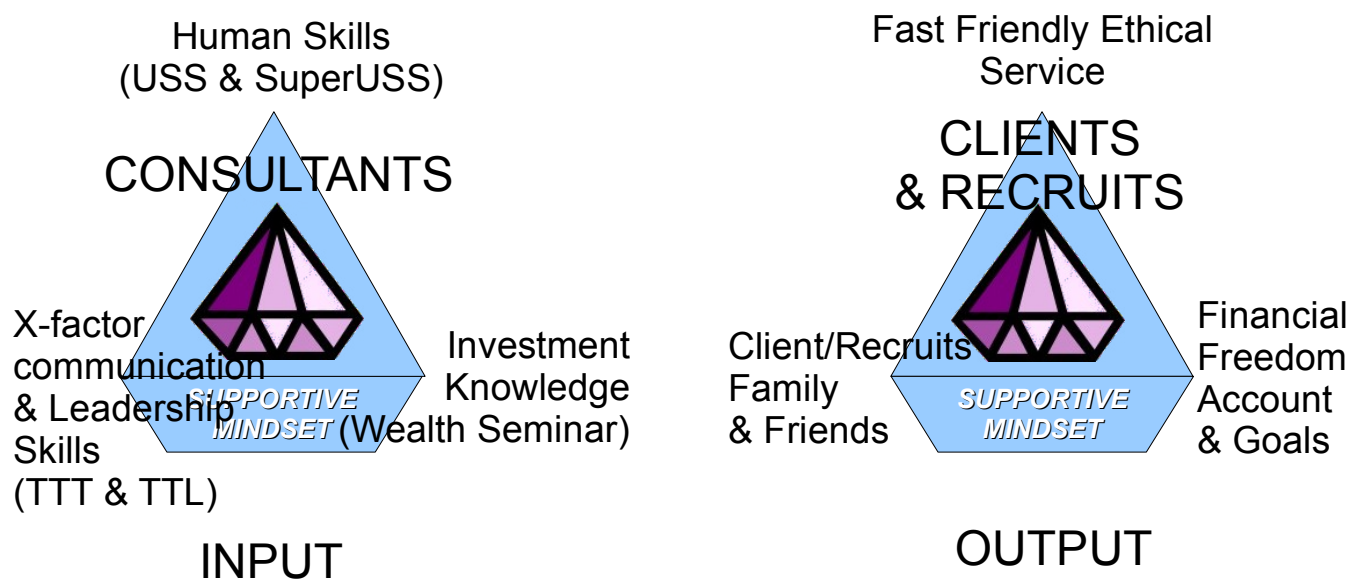 Human Skills
(USS & SuperUSS)
CONSULTANTS
X-factor
communication
& Leadership
Skills
(TTT & TTL)
SUPPORTIVE
MINDSET
Investment
Knowledge
(Wealth Seminar)
INPUT
Fast Friendly Ethical
Service
CLIENTS
& RECRUITS
Client/Recruits
Family
& Friends
SUPPORTIVE
MINDSET
Financial
Freedom
Account
& Goals
OUTPUT